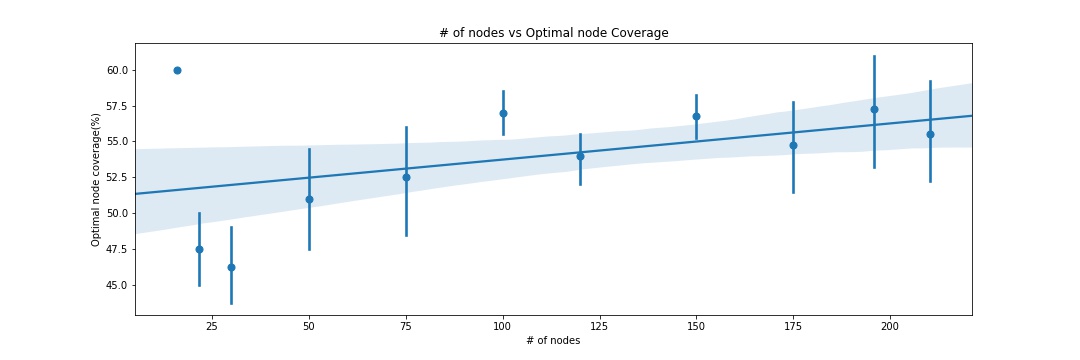 # of nodes vs Optimal node Coverage
Optimal node coverage(%)
60.0
57.5
55.0
52.5
50.0
47.5
45.0
25 50 75 100 125 150 175 200
# of nodes